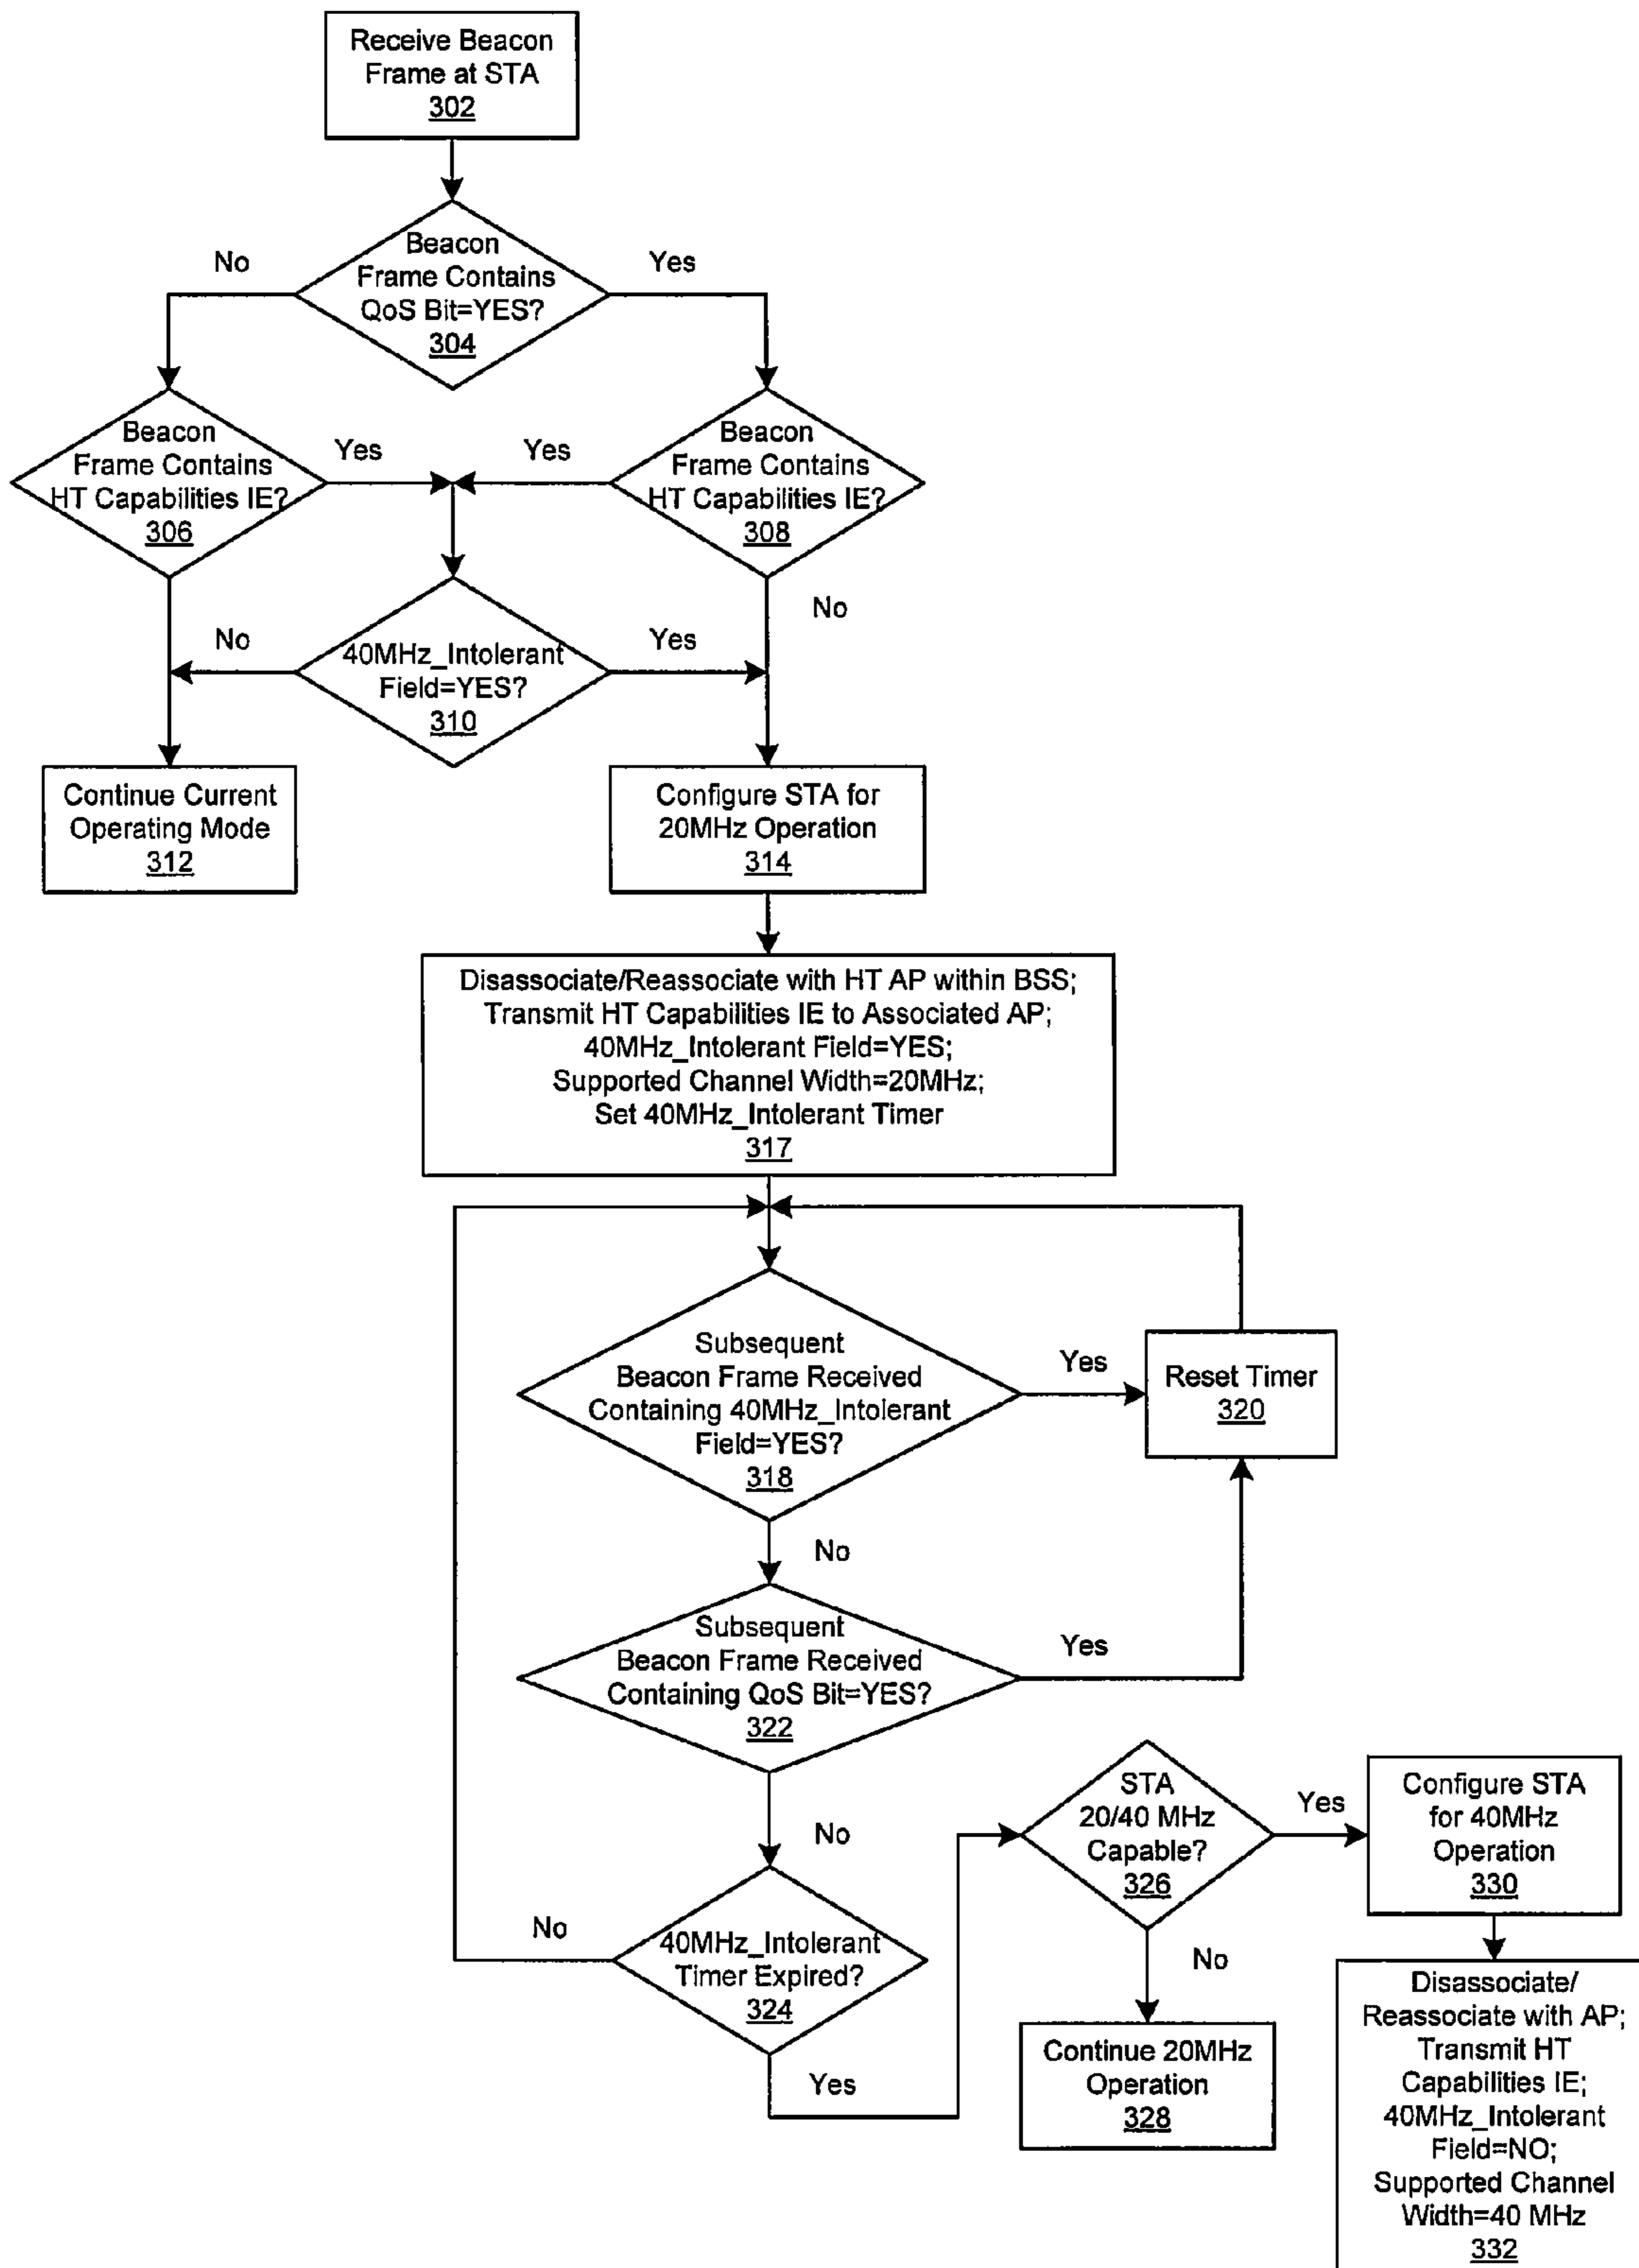 Receive Beacon
Frame at STA
302
Beacon
Frame Contains
QoS Bit=YES?
304
No
Yes
Beacon
Frame Contains
HT Capabilities IE?
306
Yes
Yes
Beacon
Frame Contains
HT Capabilities IE?
308
No
No
40MHz_Intolerant
Field=YES?
310
Yes
Continue Current
Operating Mode
312
Configure STA for
20MHz Operation
314
Disassociate/Reassociate with HT AP within BSS;
Transmit HT Capabilities IE to Associated AP;
40MHz_Intolerant Field=YES;
Supported Channel Width=20MHz;
Set 40MHz_Intolerant Timer
317
Subsequent
Beacon Frame Received
Containing 40MHz_Intolerant
Field=YES?
318
Yes
Reset Timer
320
No
Subsequent
Beacon Frame Received
Containing QoS Bit=YES?
322
Yes
No
40MHz_Intolerant
Timer Expired?
324
No
Yes
STA
20/40 MHz
Capable?
326
Yes
No
Configure STA
for 40MHz
Operation
330
Continue 20MHz
Operation
328
Disassociate/
Reassociate with AP;
Transmit HT
Capabilities IE;
40MHz_Intolerant
Field=NO;
Supported Channel
Width=40 MHz
332